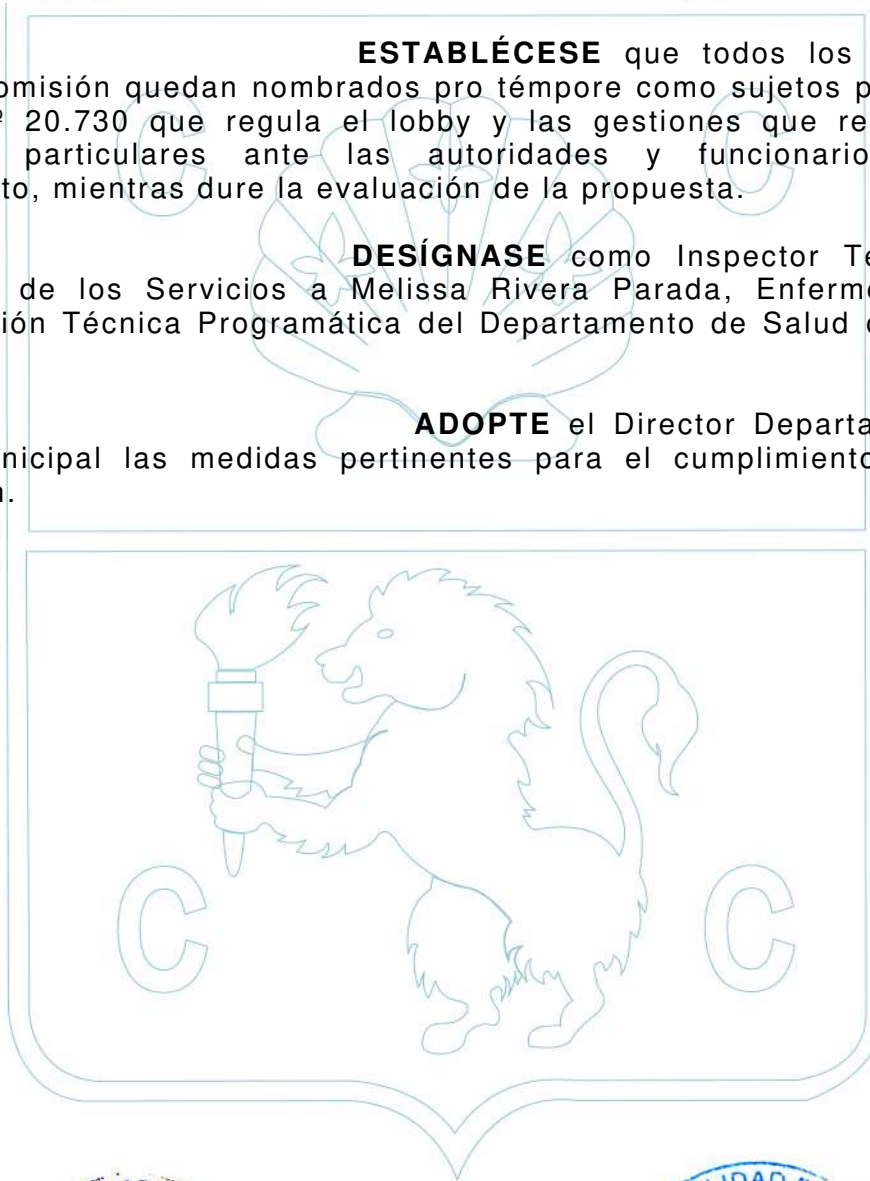 ESTABLÉCESE que todos los
omisión quedan nombrados pro témpore como sujetos p
º 20.730 que regula el lobby y las gestiones que re
particulares ante las autoridades y funcionario
to, mientras dure la evaluación de la propuesta.
DESÍGNASE como Inspector Té
de los Servicios a Melissa Rivera Parada, Enferme
ión Técnica Programática del Departamento de Salud
ADOPTE el Director Departa
nicipal las medidas pertinentes para el cumplimiento
n.
C C
C C
LIDAD